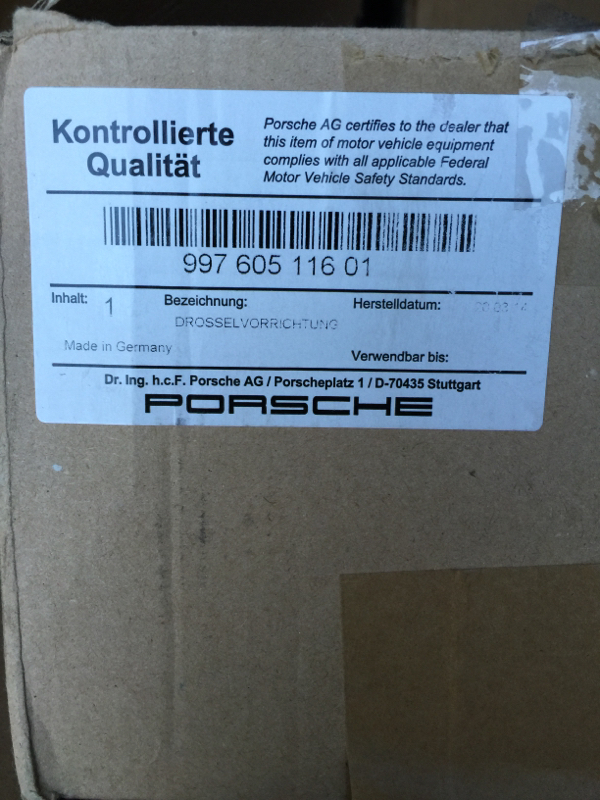 Kontrollierte
Qualität
Porsche AG certifies to the dealer that
this item of motor vehicle equipment
complies with all applicable Federal
Motor Vehicle Safety Standards.
997 605 116 01
Inhalt: 1 Bezeichnung: Herstelldatum:
DROSSELVORRICHTUNG
Made in Germany
Verwendbar bis:
Dr. Ing. h.c.F. Porsche AG / Porscheplatz 1 / D-70435 Stuttgart
PORSCHE